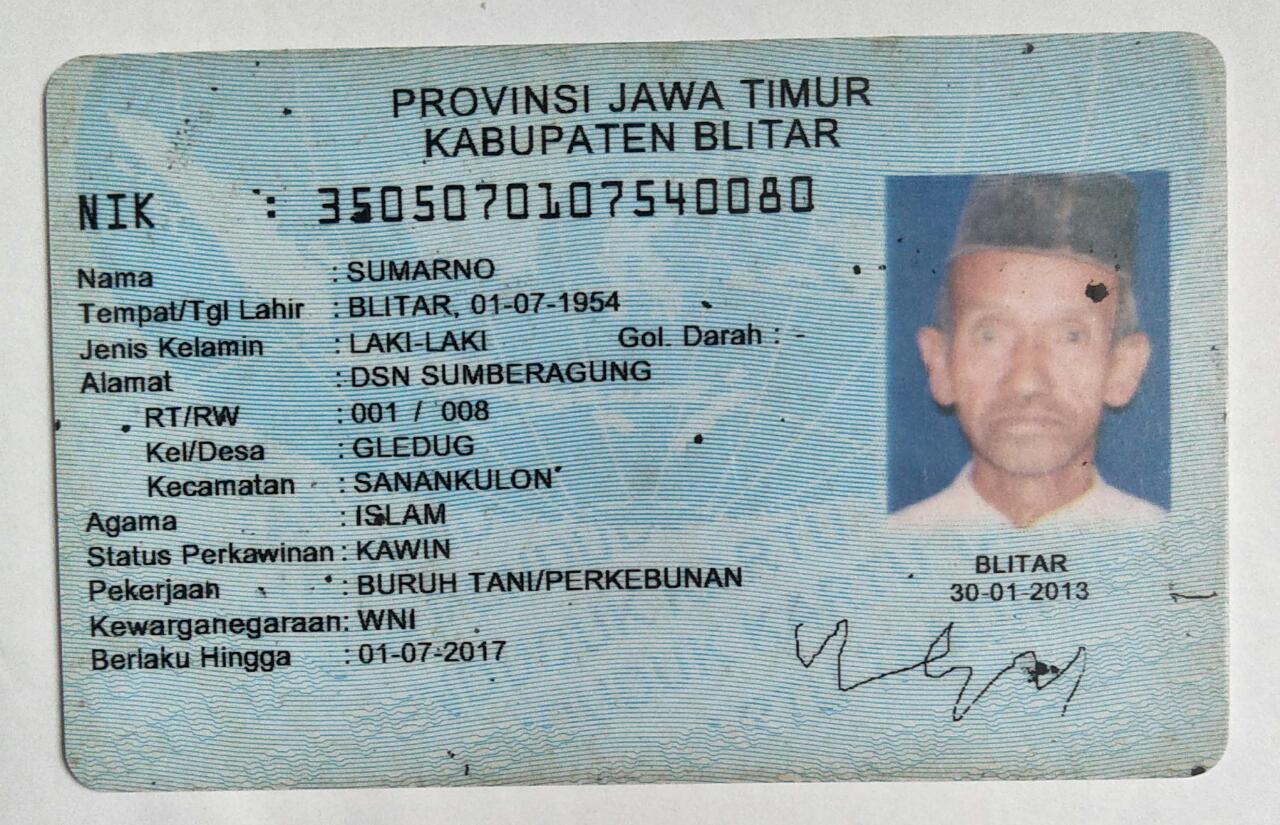 PROVINSI JAWA TIMUR
KABUPATEN BLITAR
NIK : 3505070107540080
Nama : SUMARNO
Tempat/Tgl Lahir : BLITAR, 01-07-1954
Jenis Kelamin : LAKI-LAKI Gol. Darah : -
Alamat : DSN SUMBERAGUNG
RT/RW : 001 / 008
Kel/Desa : GLEDUG
Kecamatan : SANANKULON
Agama : ISLAM
Status Perkawinan : KAWIN
Pekerjaan : BURUH TANI/PERKEBUNAN
Kewarganegaraan: WNI
Berlaku Hingga : 01-07-2017
BLITAR
30-01-2013